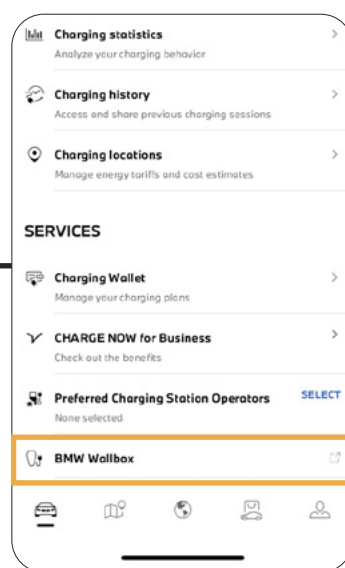 Charging statistics
Analyze your charging behavior
Charging history
Access and share previous charging sessions
Charging locations
Manage energy tariffs and cost estimates
SERVICES
Charging Wallet
Manage your charging plans
CHARGE NOW for Business
Check out the benefits
Preferred Charging Station Operators SELECT
None selected
BMW Wallbox